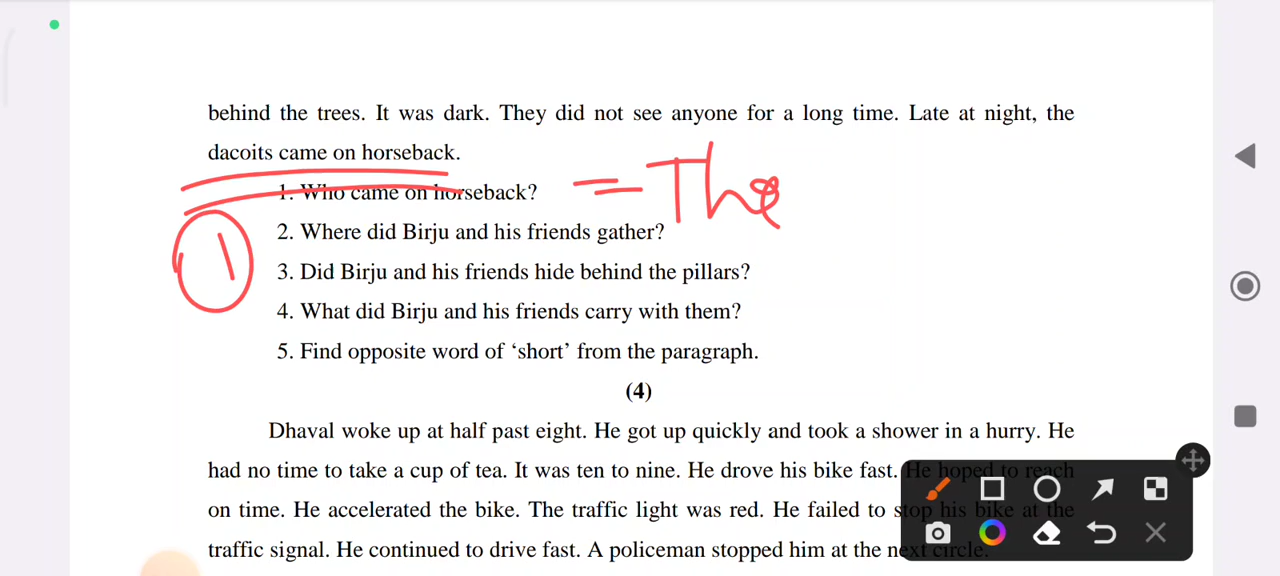 behind the trees. It was dark. They did not see anyone for a long time. Late at night, the
dacoits came on horseback.
1. Who came on horseback? = The
1
2. Where did Birju and his friends gather?
3. Did Birju and his friends hide behind the pillars?
4. What did Birju and his friends carry with them?
5. Find opposite word of ‘short’ from the paragraph.
(4)
Dhaval woke up at half past eight. He got up quickly and took a shower in a hurry. He
had no time to take a cup of tea. It was ten to nine. He drove his bike fast. He hoped to reach
on time. He accelerated the bike. The traffic light was red. He failed to stop his bike at the
traffic signal. He continued to drive fast. A policeman stopped him at the next circle.